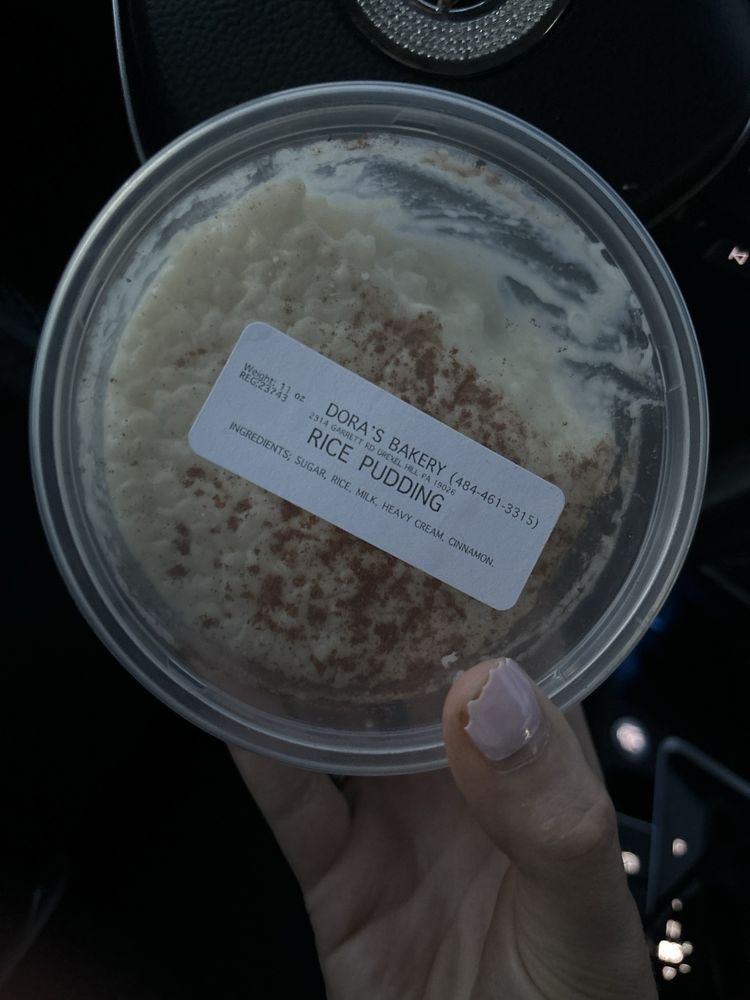 Weight: 11 oz
REG:23743
DORA'S BAKERY (484-461-3315)
2314 GARRETT RD DREXEL HILL PA 19026
RICE PUDDING
INGREDIENTS; SUGAR, RICE, MILK, HEAVY CREAM, CINNAMON.